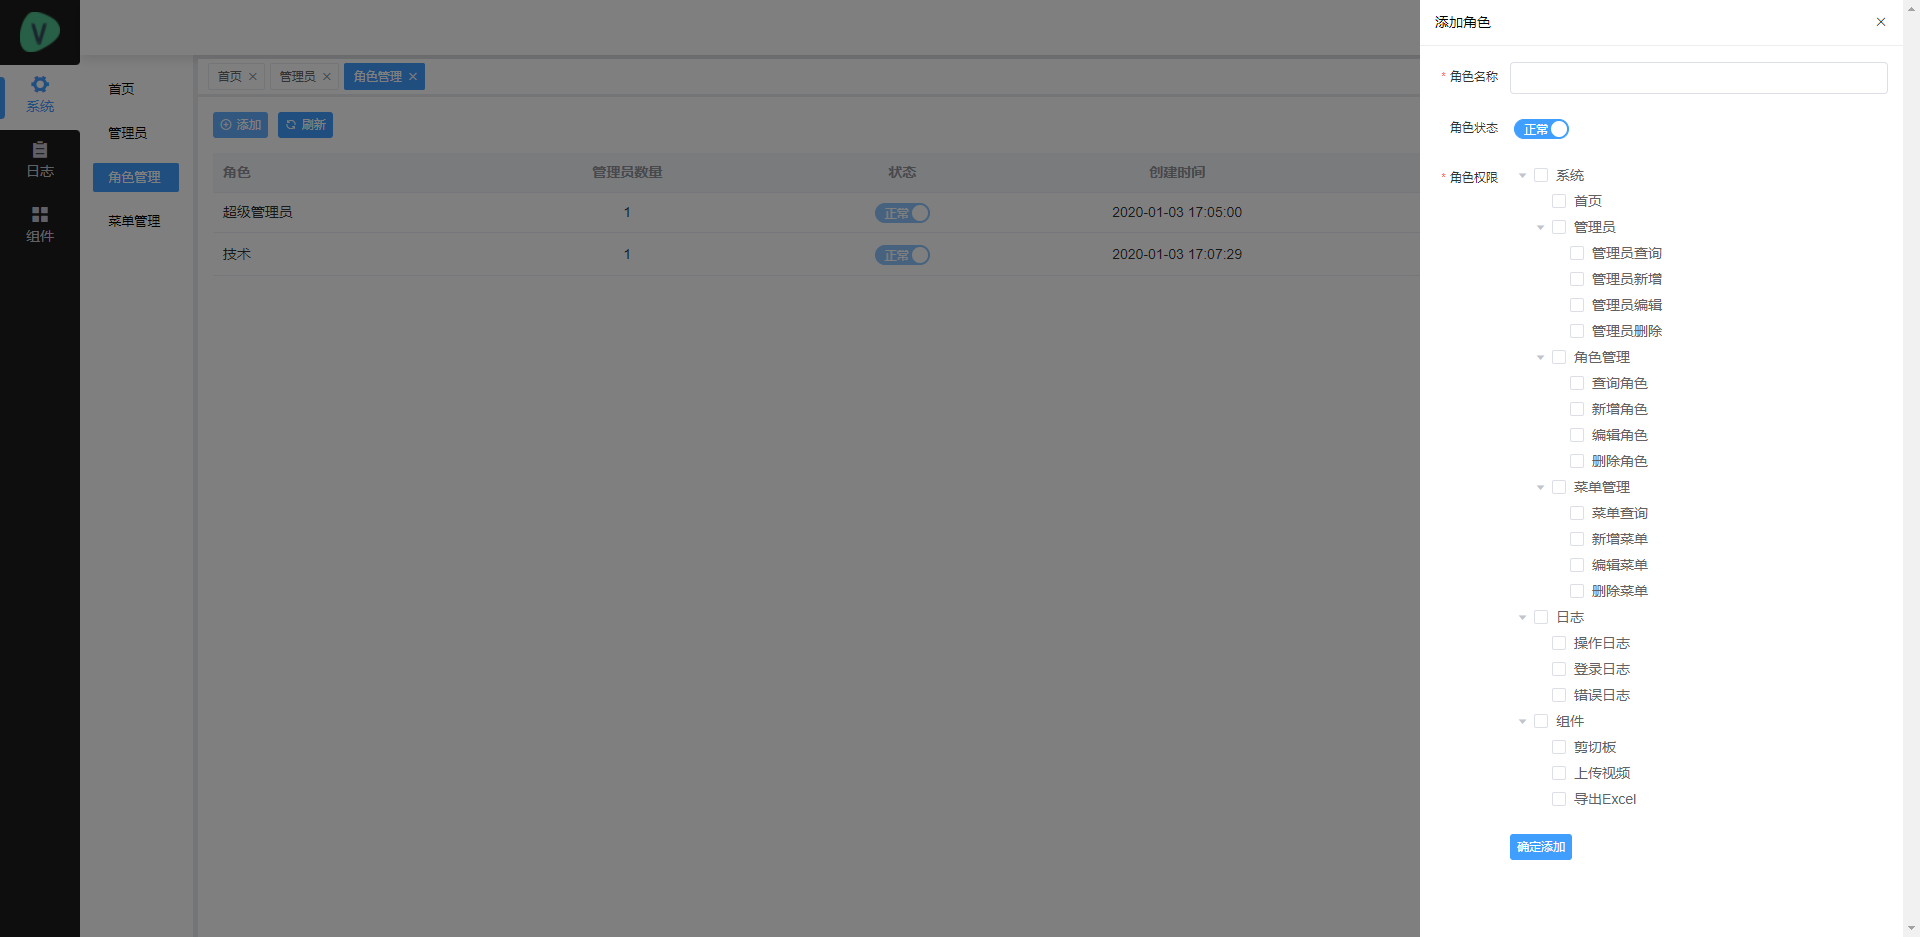 V
系统
日志
组件
首页
管理员
角色管理
菜单管理
首页 管理员 角色管理
添加 刷新
角色 管理员数量 状态 创建时间
超级管理员 1 正常 2020-01-03 17:05:00
技术 1 正常 2020-01-03 17:07:29
添加角色
* 角色名称
角色状态 正常
* 角色权限
系统
首页
管理员
管理员查询
管理员新增
管理员编辑
管理员删除
角色管理
查询角色
新增角色
编辑角色
删除角色
菜单管理
菜单查询
新增菜单
编辑菜单
删除菜单
日志
操作日志
登录日志
错误日志
组件
剪切板
上传视频
导出Excel
确定添加